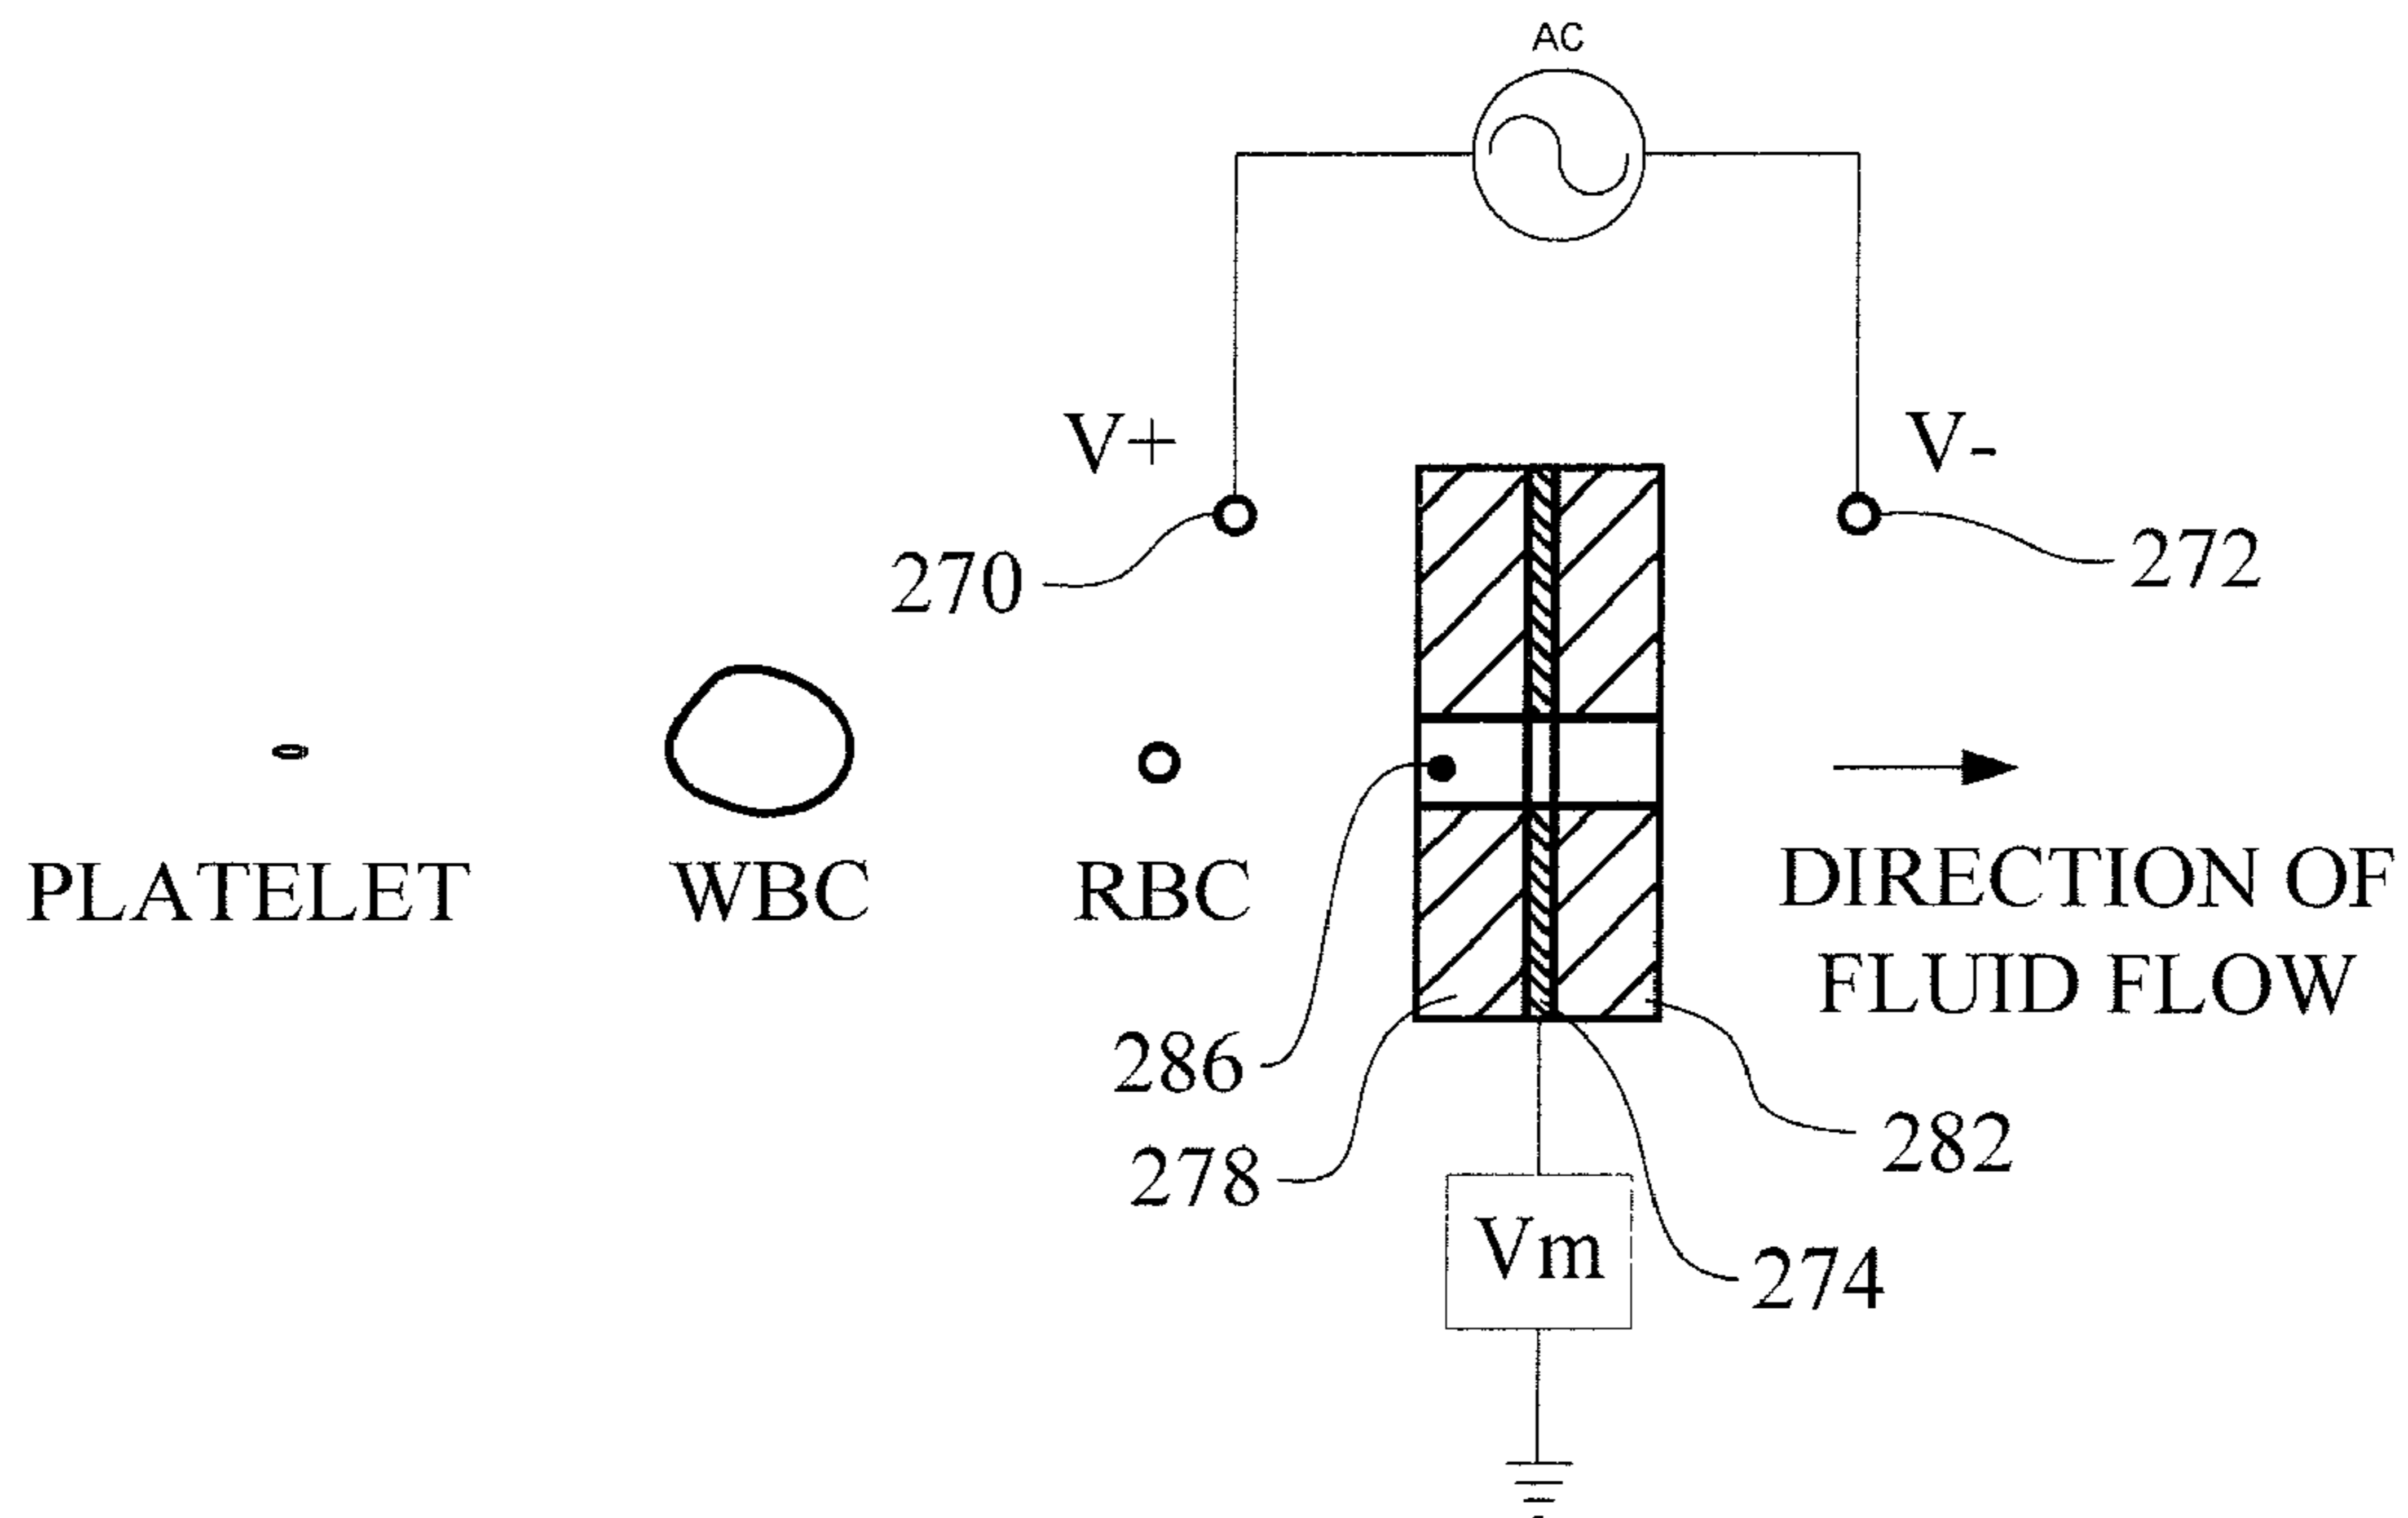 AC
V+
V-
270
272
PLATELET
WBC
RBC
DIRECTION OF
FLUID FLOW
286
278
282
Vm
274